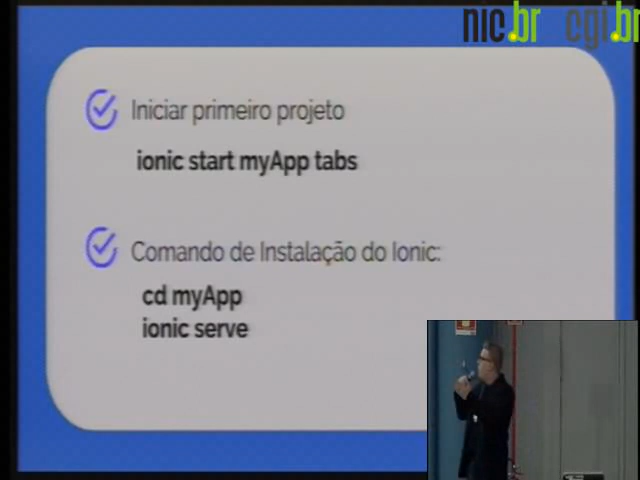 nic.br cgi.br
Iniciar primeiro projeto
ionic start myApp tabs
Comando de Instalação do Ionic:
cd myApp
ionic serve